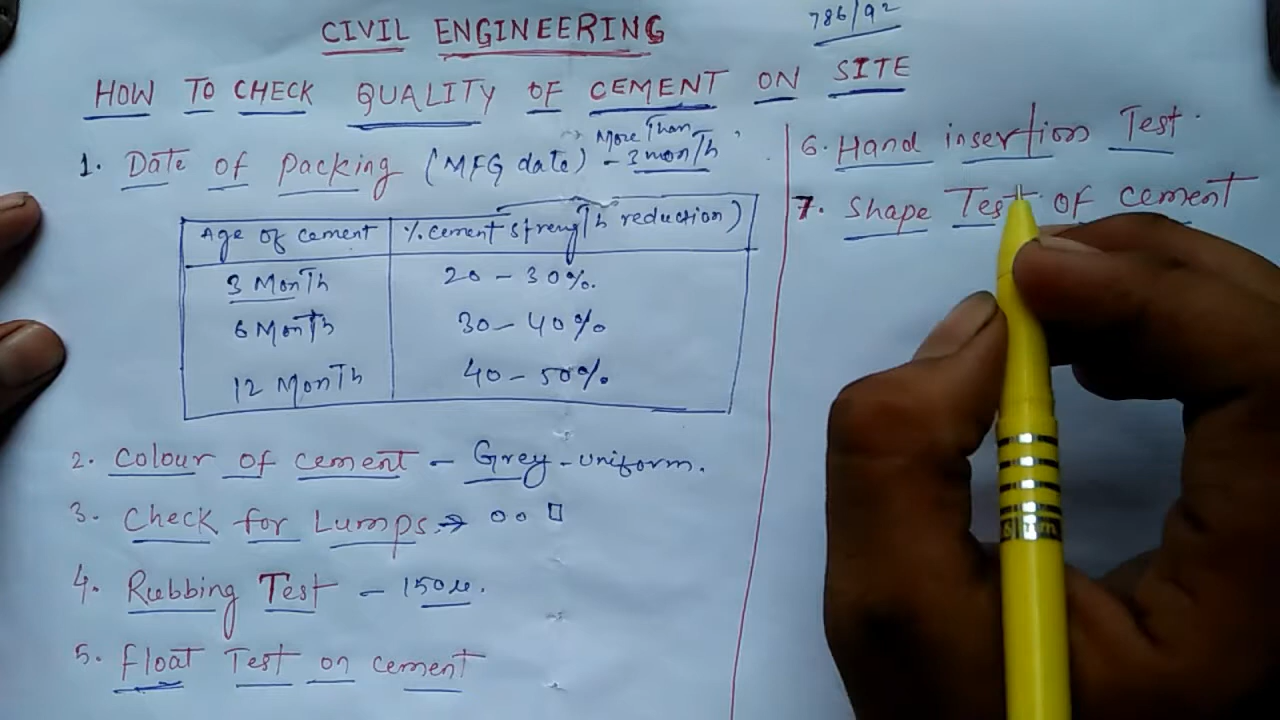 786/92
CIVIL ENGINEERING
HOW TO CHECK QUALITY OF CEMENT ON SITE
1. Date of Packing (MFG date) - More Than 3 month
Age of cement % cement strength reduction)
3 MonTh 20 - 30%.
6 MonTh 30 - 40%
12 MonTh 40 - 50%
2. Colour of cement - Grey - uniform.
3. Check for Lumps →
4. Rubbing Test - 150µ.
5. Float Test on cement
6. Hand insertion Test.
7. Shape Test of cement